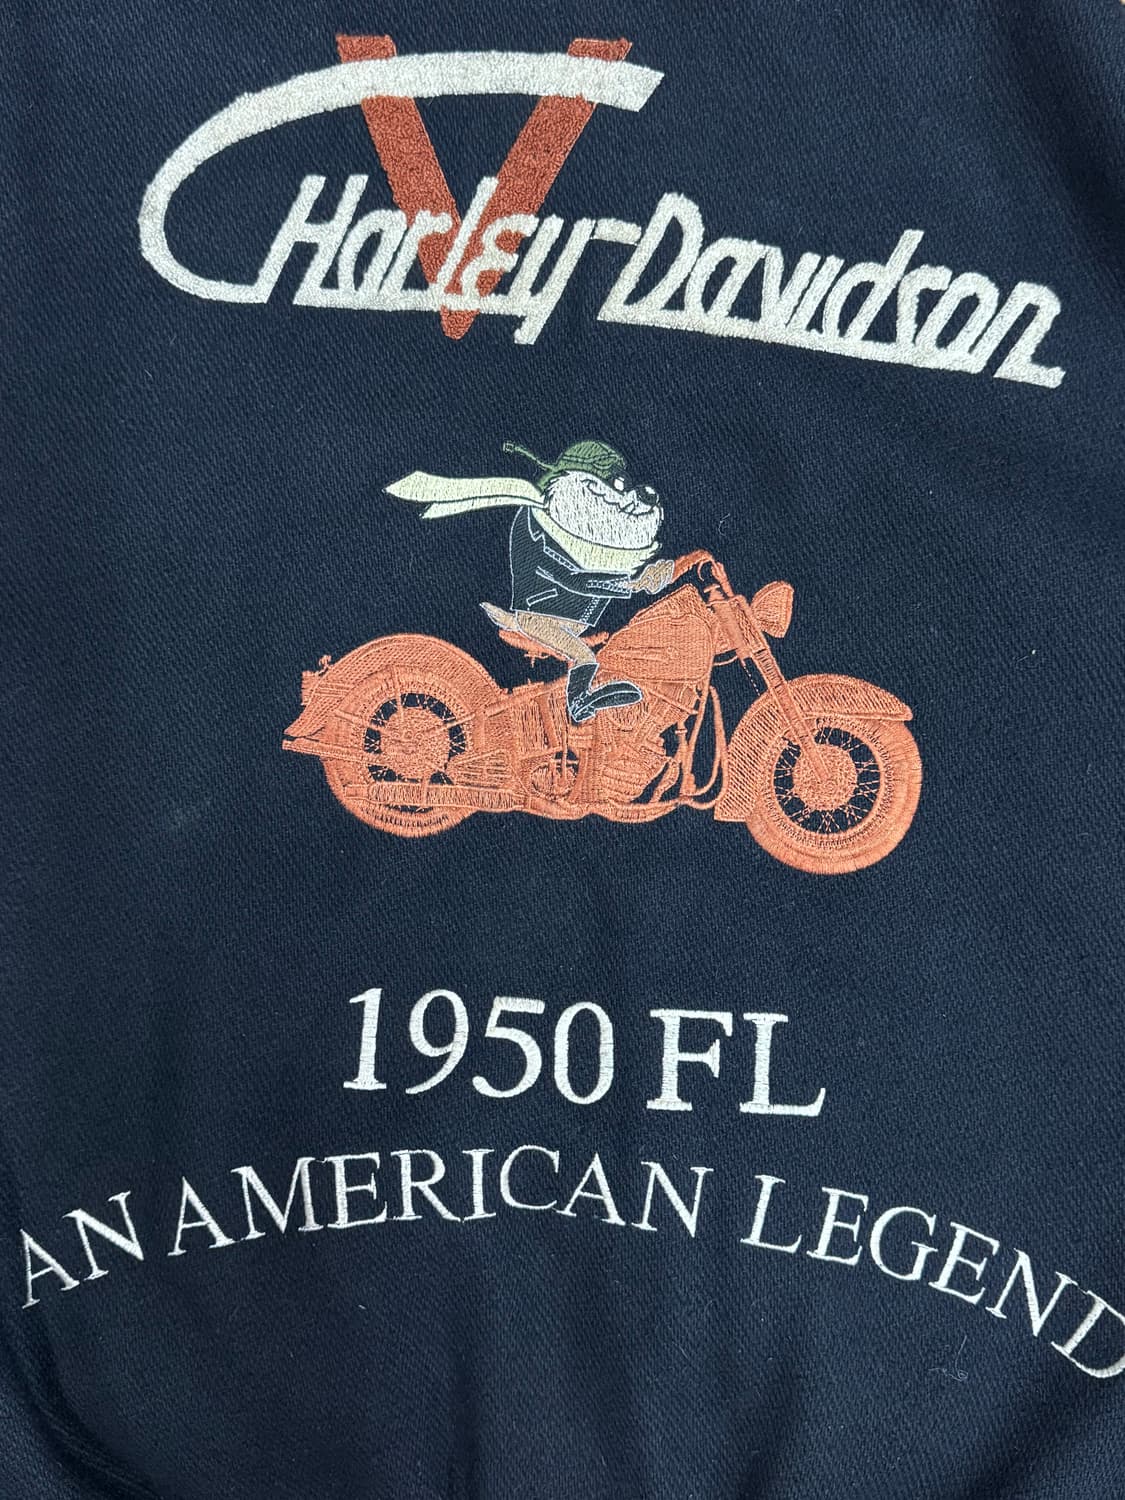 V
Harley-Davidson
1950 FL
AN AMERICAN LEGEND